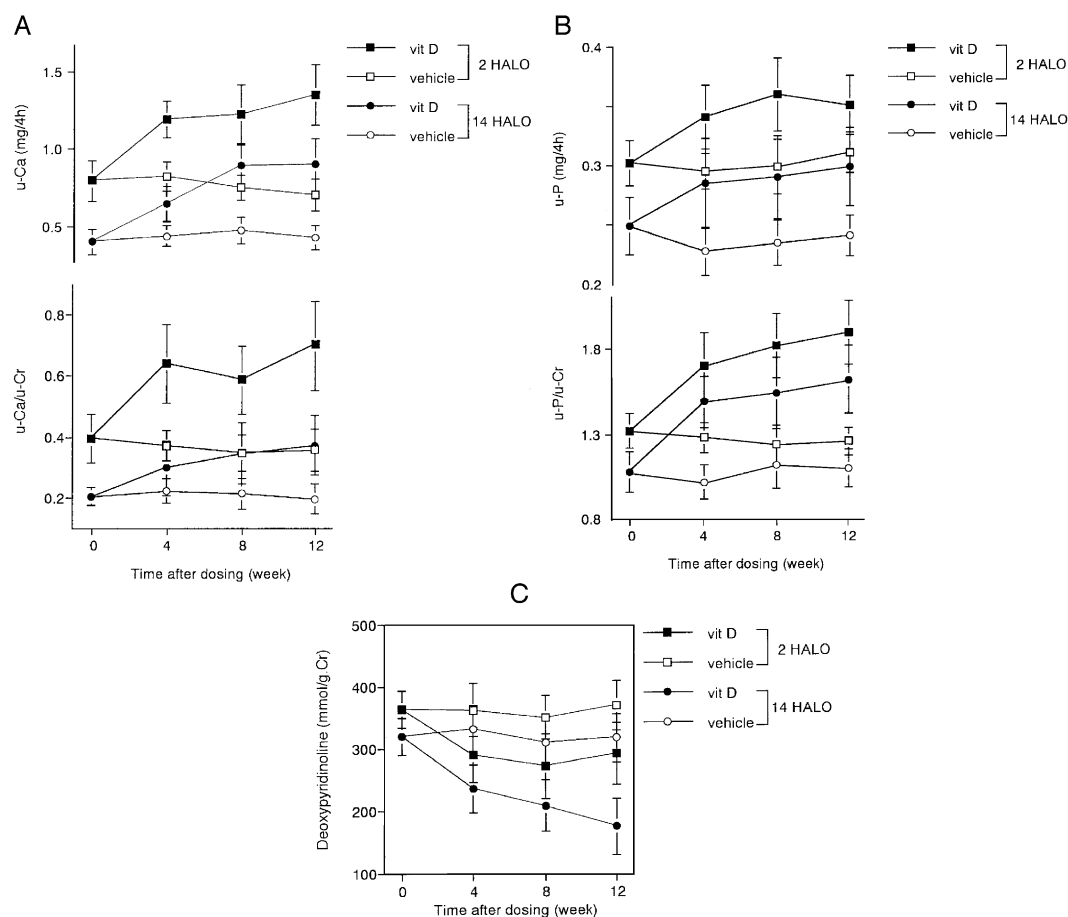 A
u-Ca (mg/4h)
1.5
1.0
0.5
vit D
vehicle
2 HALO
vit D
vehicle
14 HALO
u-Ca/u-Cr
0.8
0.6
0.4
0.2
0 4 8 12
Time after dosing (week)
B
u-P (mg/4h)
0.4
0.3
0.2
vit D
vehicle
2 HALO
vit D
vehicle
14 HALO
u-P/u-Cr
1.8
1.3
0.8
0 4 8 12
Time after dosing (week)
C
Deoxypyridinoline (mmol/g.Cr)
500
400
300
200
100
0 4 8 12
Time after dosing (week)
vit D
vehicle
2 HALO
vit D
vehicle
14 HALO